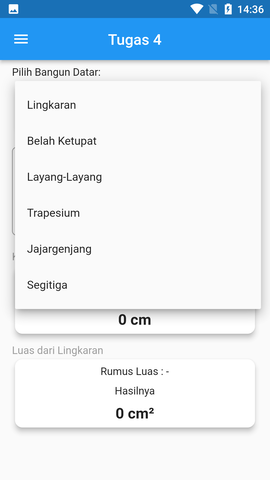 14:36
Tugas 4
Pilih Bangun Datar:
Lingkaran
Belah Ketupat
Layang-Layang
Trapesium
Jajargenjang
Segitiga
0 cm
Luas dari Lingkaran
Rumus Luas : -
Hasilnya
0 cm²